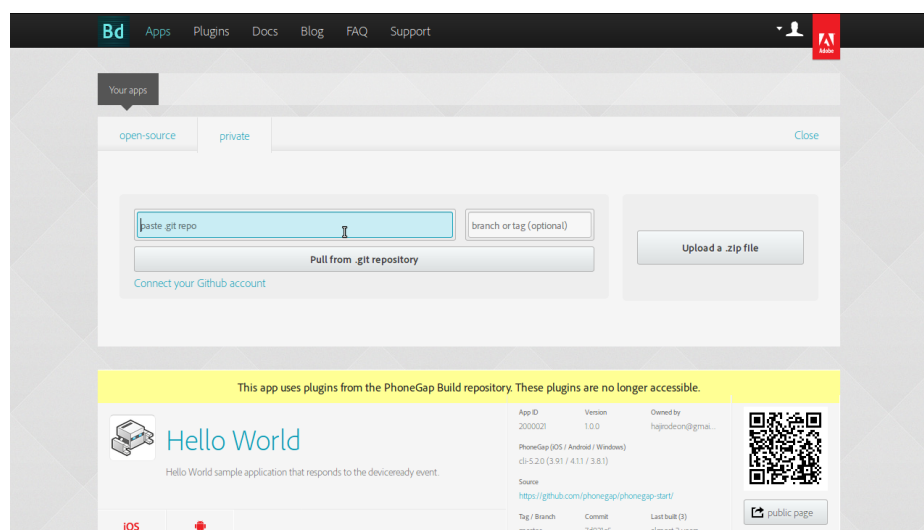 Bd Apps Plugins Docs Blog FAQ Support
Adobe
Your apps
open-source private Close
paste .git repo branch or tag (optional)
Upload a .zip file
Pull from .git repository
Connect your Github account
This app uses plugins from the PhoneGap Build repository. These plugins are no longer accessible.
Hello World
Hello World sample application that responds to the deviceready event.
App ID Version Owned by
2000021 1.0.0 hajirodeon@gmai...
PhoneGap (iOS / Android / Windows)
cli-5.2.0 (3.9.1 / 4.1.1 / 3.8.1)
Source
https://github.com/phonegap/phonegap-start/
Tag / Branch Commit Last built (3)
public page
iOS